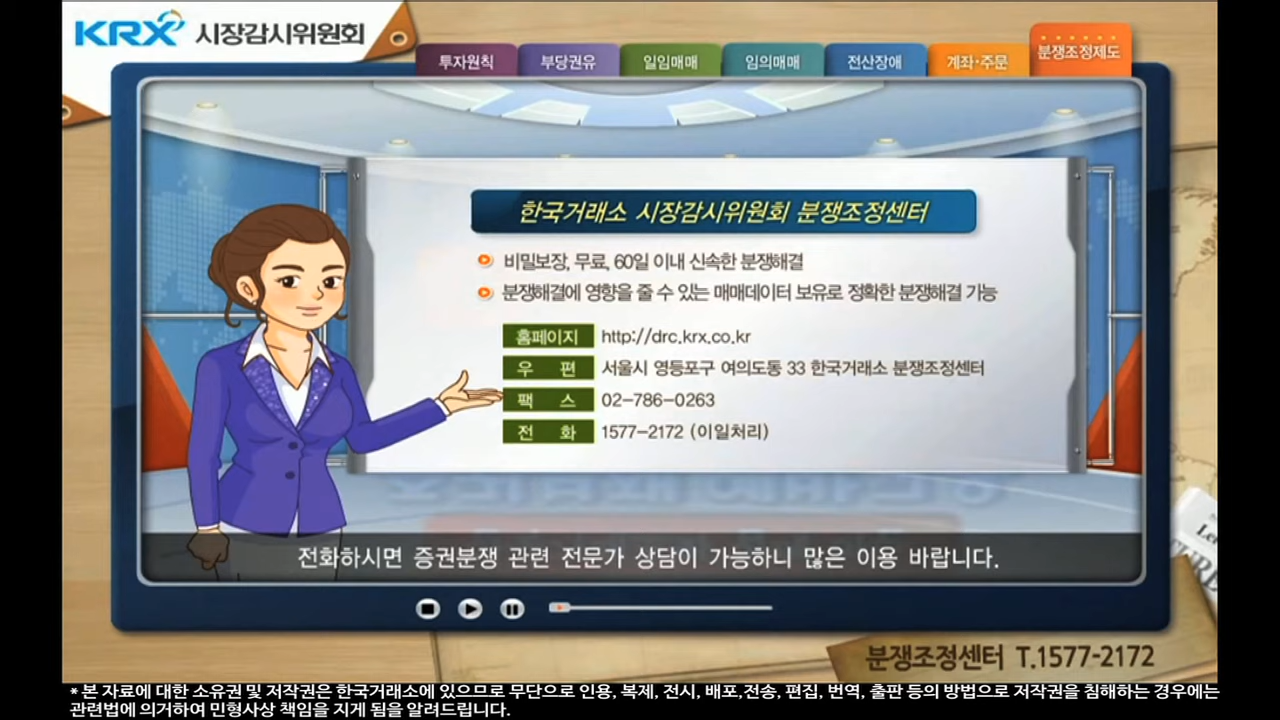 KRX 시장감시위원회
투자원칙
부당권유
일임매매
임의매매
전산장애
계좌·주문
분쟁조정제도
한국거래소 시장감시위원회 분쟁조정센터
비밀보장, 무료, 60일 이내 신속한 분쟁해결
분쟁해결에 영향을 줄 수 있는 매매데이터 보유로 정확한 분쟁해결 가능
홈페이지 http://drc.krx.co.kr
우 편 서울시 영등포구 여의도동 33 한국거래소 분쟁조정센터
팩 스 02-786-0263
전 화 1577-2172 (이일처리)
전화하시면 증권분쟁 관련 전문가 상담이 가능하니 많은 이용 바랍니다.
분쟁조정센터 T.1577-2172
* 본 자료에 대한 소유권 및 저작권은 한국거래소에 있으므로 무단으로 인용, 복제, 전시, 배포,전송, 편집, 번역, 출판 등의 방법으로 저작권을 침해하는 경우에는
관련법에 의거하여 민형사상 책임을 지게 됨을 알려드립니다.